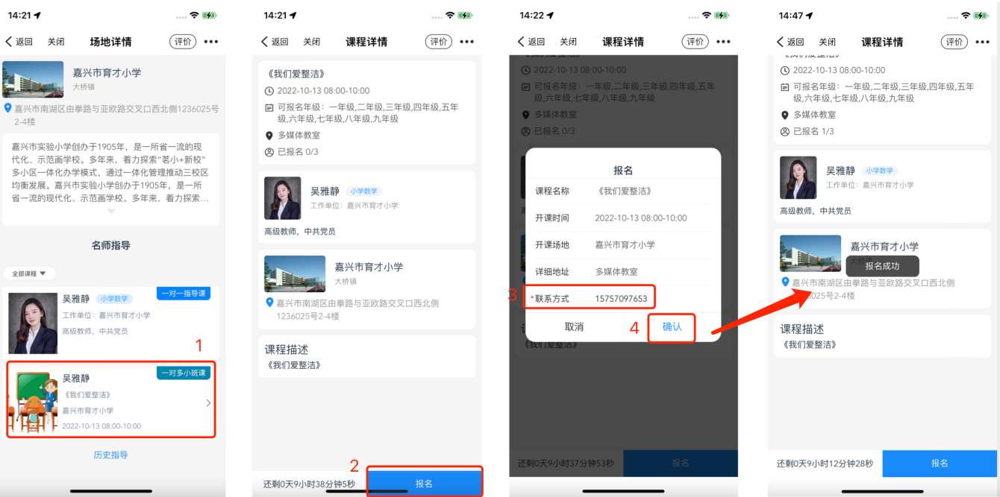 14:21
返回 关闭 场地详情 评价
嘉兴市育才小学
大桥镇
嘉兴市南湖区由拳路与亚欧路交叉口西北侧1236025号
2-4楼
嘉兴市实验小学创办于1905年，是一所省一流的现
代化、示范画学校。多年来，着力探索“茗小+新校”
多小区一体化办学模式，通过一体化管理推动三校区
均衡发展。嘉兴市实验小学创办于1905年，是一所
省一流的现代化、示范画学校。多年来，着力探索...
名师指导
全部课程
一对一指导课
吴雅静 小学数学
工作单位：嘉兴市育才小学
高级教师，中共党员
1
一对多小班课
吴雅静
《我们爱整洁》
嘉兴市育才小学
2022-10-13 08:00-10:00
历史指导
14:21
返回 关闭 课程详情 评价
《我们爱整洁》
2022-10-13 08:00-10:00
可报名年级：一年级,二年级,三年级,四年级,五年
级,六年级,七年级,八年级,九年级
多媒体教室
已报名 0/3
吴雅静 小学数学
工作单位：嘉兴市育才小学
高级教师，中共党员
嘉兴市育才小学
大桥镇
嘉兴市南湖区由拳路与亚欧路交叉口西北侧
1236025号2-4楼
课程描述
《我们爱整洁》
2
还剩0天9小时38分钟5秒 报名
14:22
返回 关闭 课程详情 评价
《我们爱整洁》
2022-10-13 08:00-10:00
可报名年级：一年级,二年级,三年级,四年级,五年
级,六年级,七年级,八年级,九年级
多媒体教室
已报名 0/3
报名
课程名称 《我们爱整洁》
开课时间 2022-10-13 08:00-10:00
开课场地 嘉兴市育才小学
详细地址 多媒体教室
3 *联系方式 15757097653
取消 4 确认
《我们爱整洁》
还剩0天9小时37分钟53秒 报名
14:47
返回 关闭 课程详情 评价
《我们爱整洁》
2022-10-13 08:00-10:00
可报名年级：一年级,二年级,三年级,四年级,五年
级,六年级,七年级,八年级,九年级
多媒体教室
已报名 1/3
吴雅静 小学数学
工作单位：嘉兴市育才小学
高级教师，中共党员
嘉兴市育才小学
报名成功
嘉兴市南湖区由拳路与亚欧路交叉口西北侧
6025号2-4楼
课程描述
《我们爱整洁》
还剩0天9小时12分钟28秒 报名